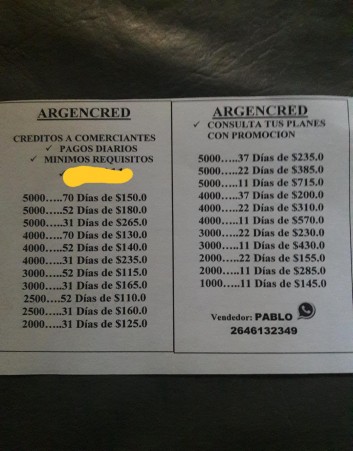 ARGENCRED
CREDITOS A COMERCIANTES
✓ PAGOS DIARIOS
✓ MINIMOS REQUISITOS
5000.....70 Días de $150.0
5000.....52 Días de $180.0
5000.....31 Días de $265.0
4000.....70 Días de $130.0
4000.....52 Días de $140.0
4000.....31 Días de $235.0
3000.....52 Días de $115.0
3000.....31 Días de $165.0
2500.....52 Días de $110.0
2500.....31 Días de $160.0
2000.....31 Días de $125.0
ARGENCRED
✓ CONSULTA TUS PLANES
CON PROMOCION
5000.....37 Días de $235.0
5000.....22 Días de $385.0
5000.....11 Días de $715.0
4000.....37 Días de $200.0
4000.....22 Días de $310.0
4000.....11 Días de $570.0
3000.....22 Días de $230.0
3000.....11 Días de $430.0
2000.....22 Días de $155.0
2000.....11 Días de $285.0
1000.....11 Días de $145.0
Vendedor: PABLO
2646132349